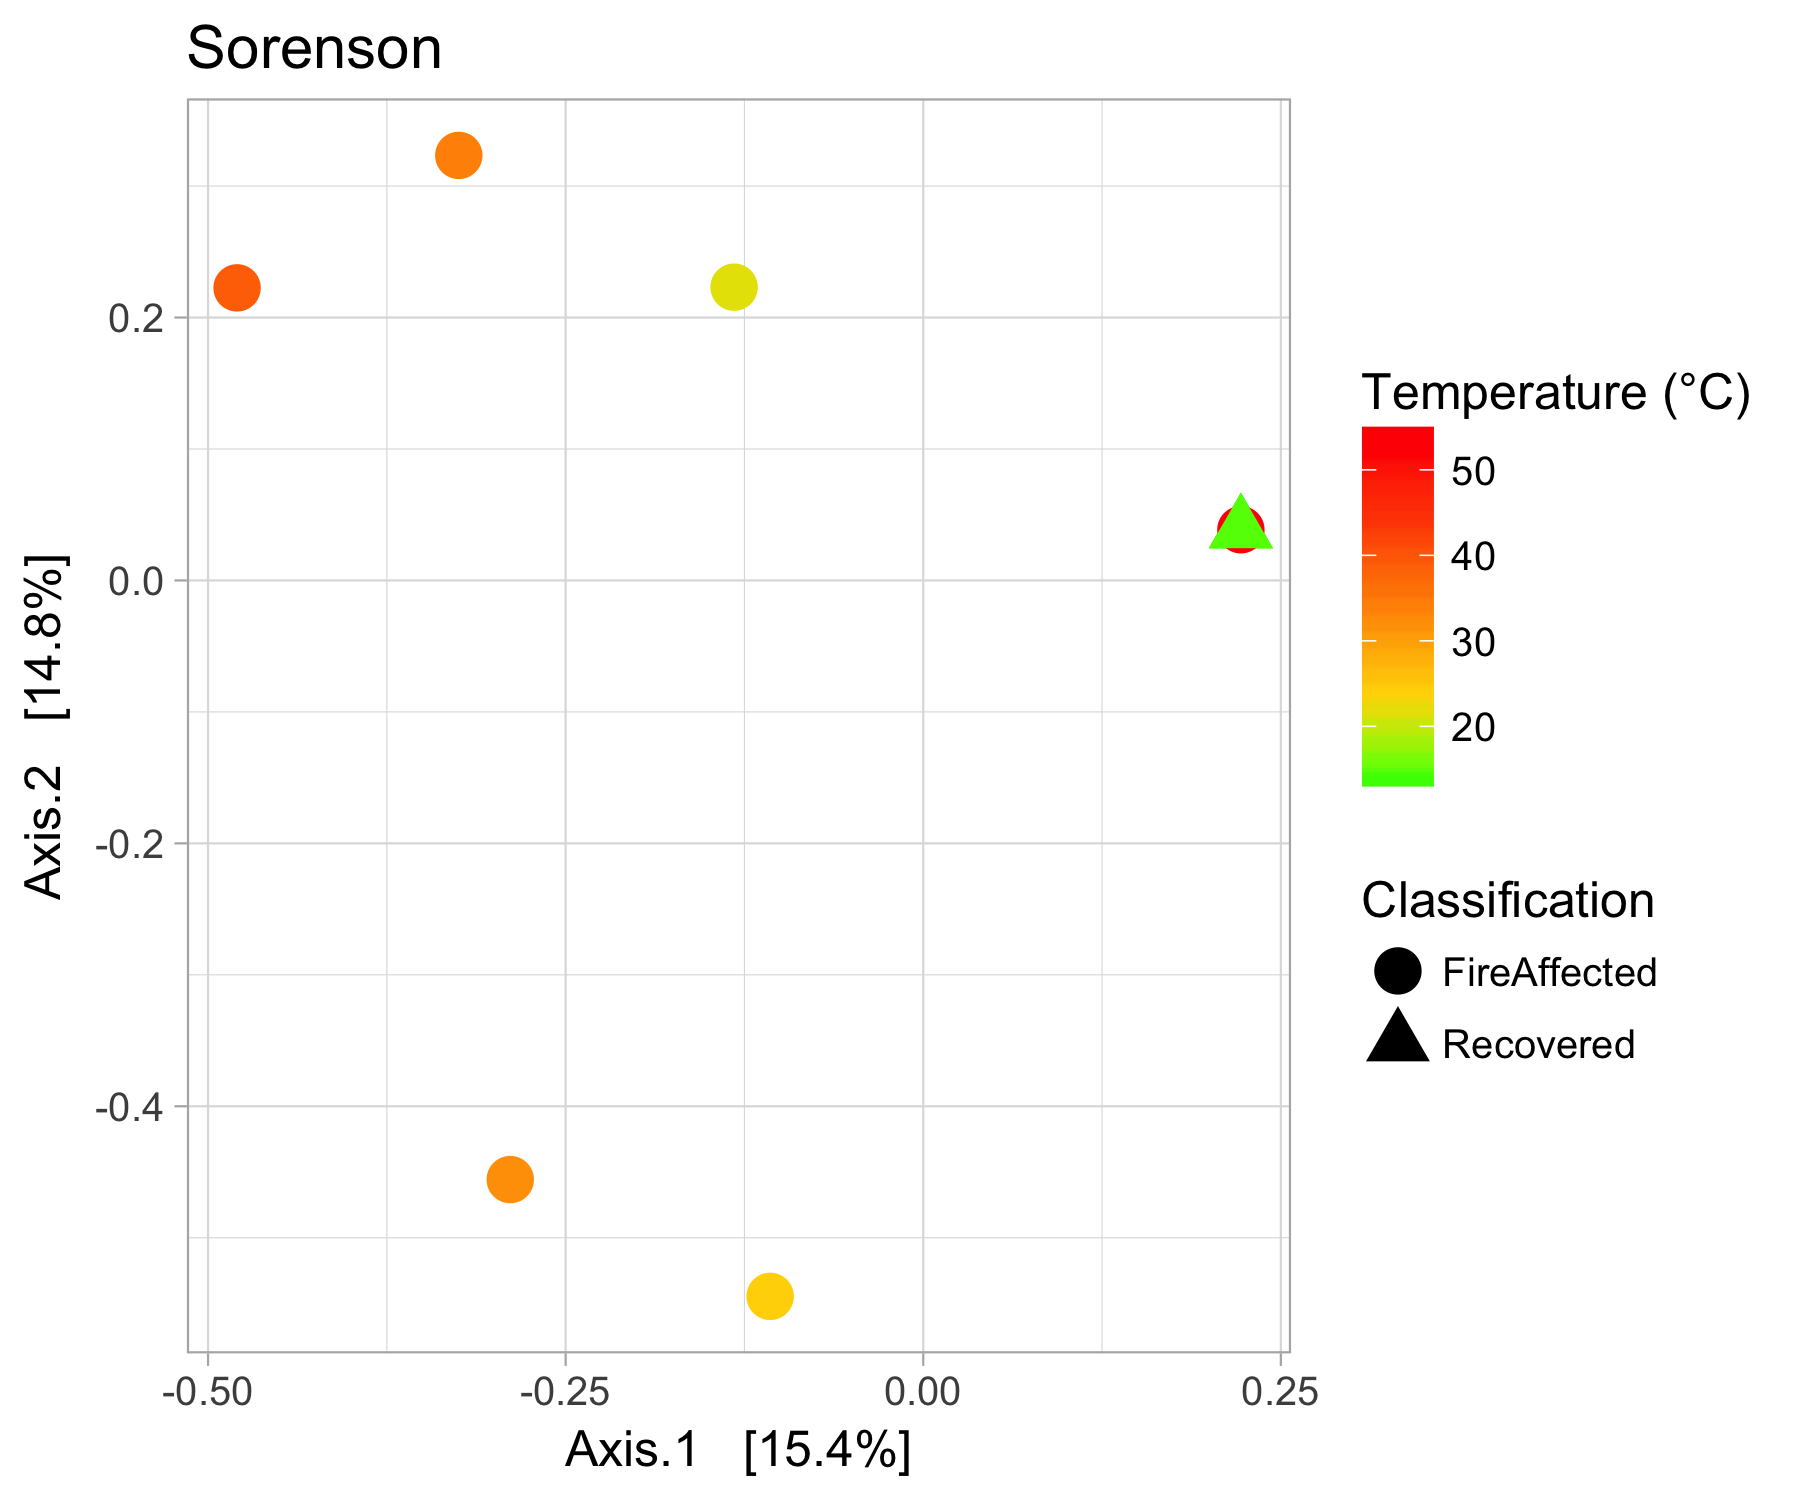 Sorenson
0.2
0.0
-0.2
-0.4
Axis.2 [14.8%]
-0.50 -0.25 0.00 0.25
Axis.1 [15.4%]
Temperature (°C)
50
40
30
20
Classification
FireAffected
Recovered